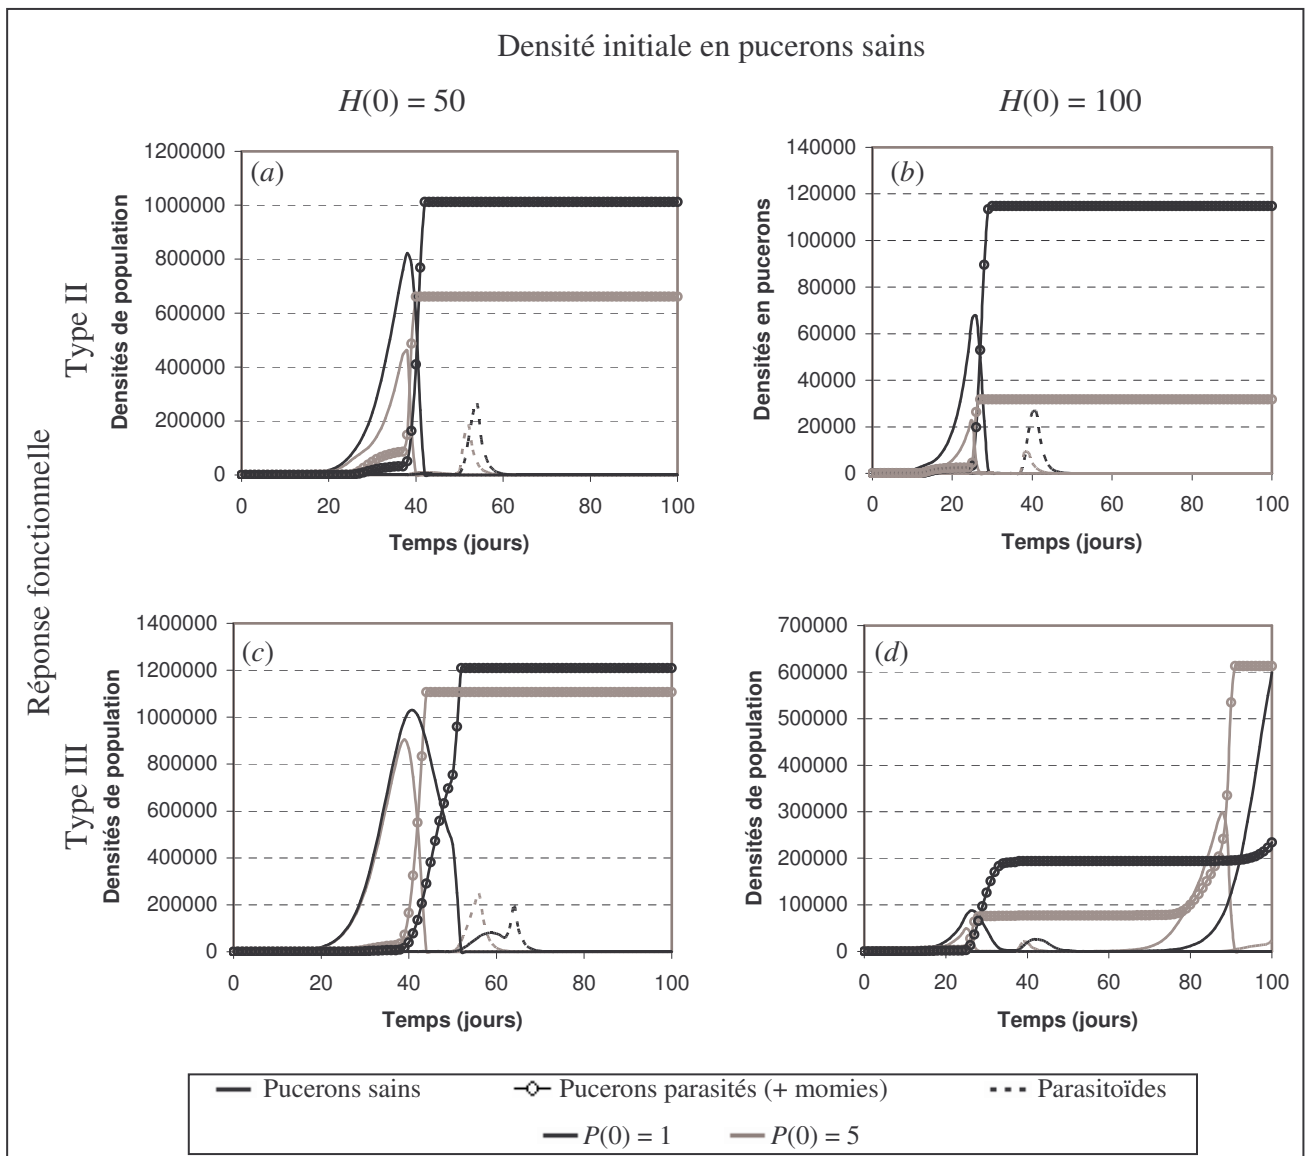 Densité initiale en pucerons sains
H(0) = 50
H(0) = 100
Réponse fonctionnelle
Type II
Densités de population
1200000
1000000
800000
600000
400000
200000
0
(a)
0 20 40 60 80 100
Temps (jours)
Densités en pucerons
140000
120000
100000
80000
60000
40000
20000
0
(b)
0 20 40 60 80 100
Temps (jours)
Type III
Densités de population
1400000
1200000
1000000
800000
600000
400000
200000
0
(c)
0 20 40 60 80 100
Temps (jours)
Densités de population
700000
600000
500000
400000
300000
200000
100000
0
(d)
0 20 40 60 80 100
Temps (jours)
Pucerons sains Pucerons parasités (+ momies) Parasitoïdes
P(0) = 1 P(0) = 5